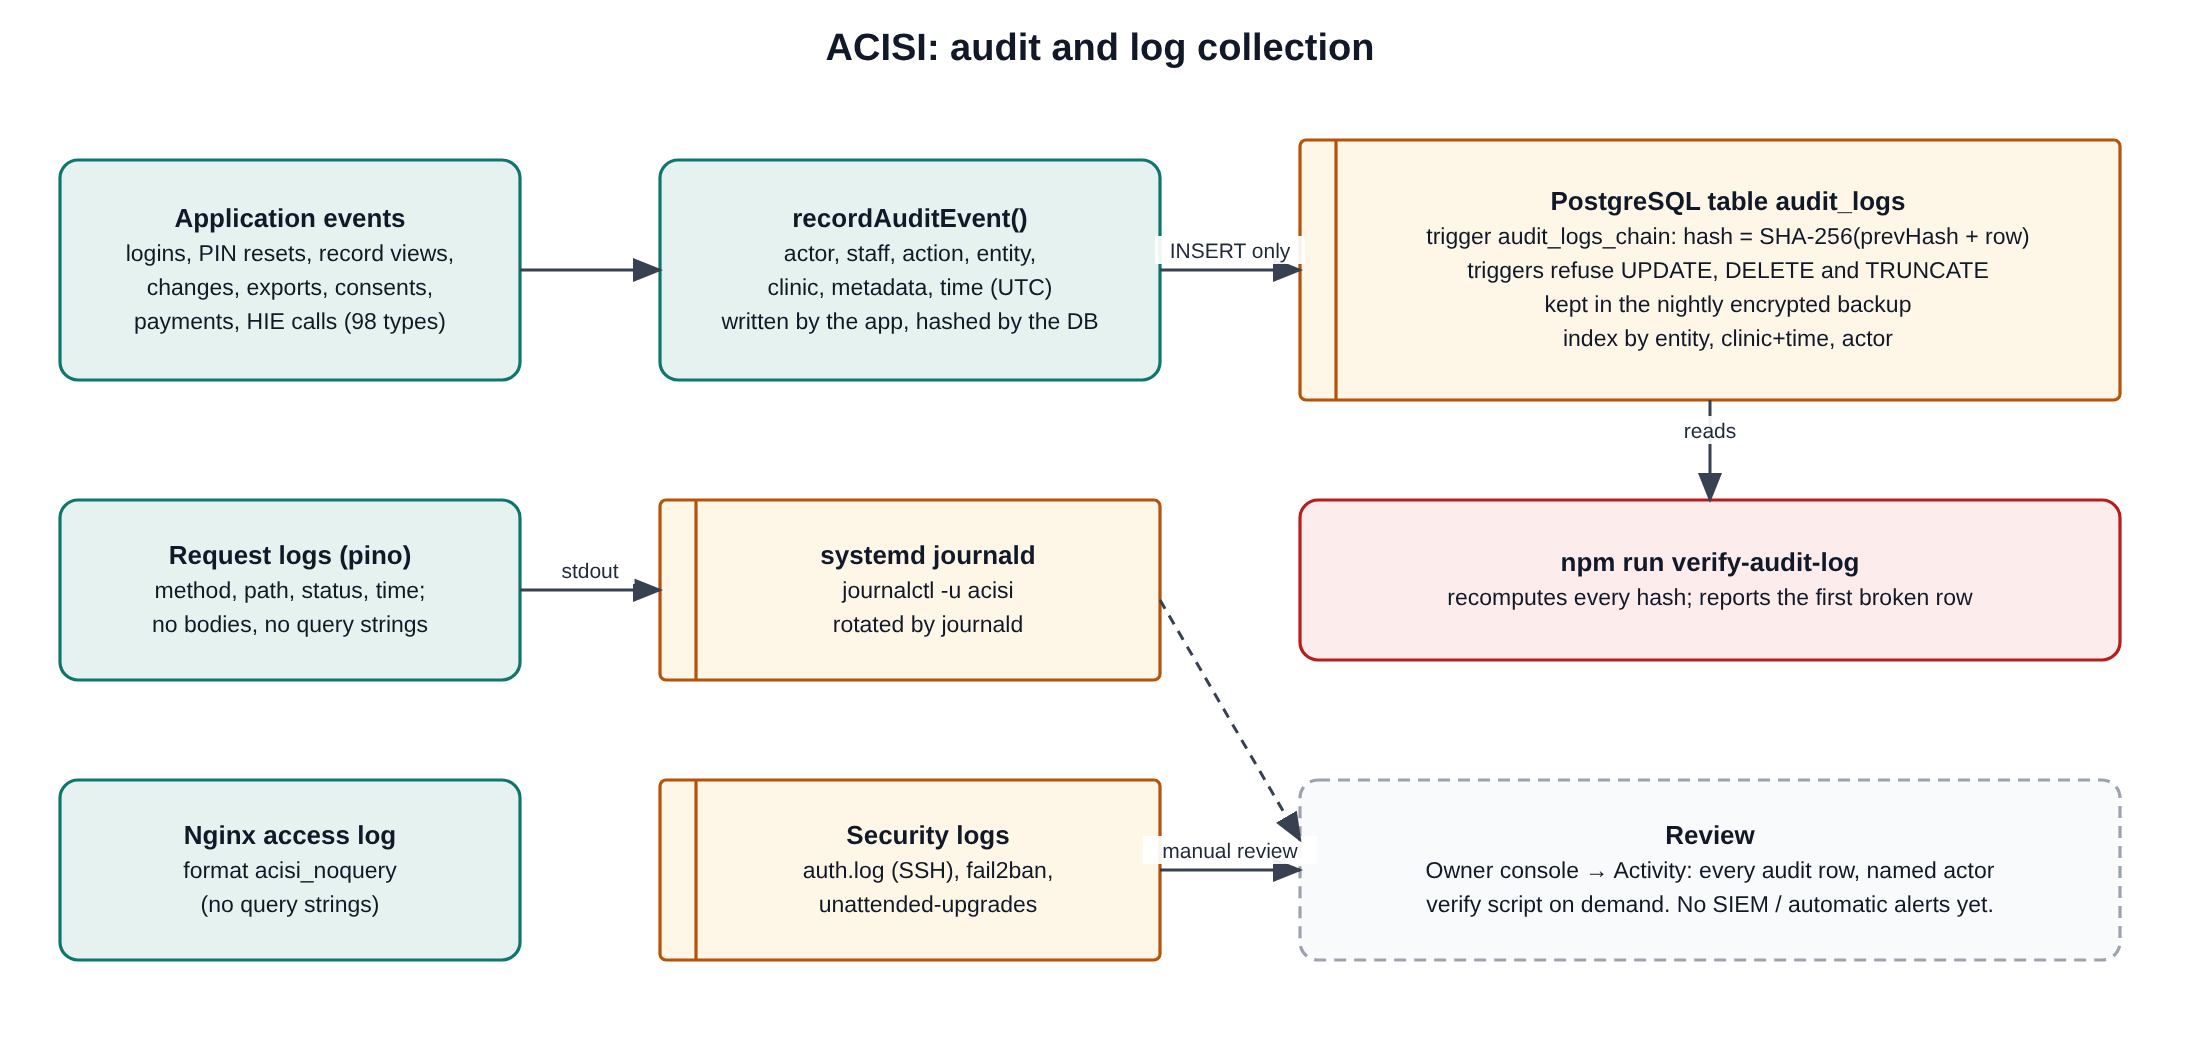 ACISI: audit and log collection
Application events
logins, PIN resets, record views,
changes, exports, consents,
payments, HIE calls (98 types)
recordAuditEvent()
actor, staff, action, entity,
clinic, metadata, time (UTC)
written by the app, hashed by the DB
INSERT only
PostgreSQL table audit_logs
trigger audit_logs_chain: hash = SHA-256(prevHash + row)
triggers refuse UPDATE, DELETE and TRUNCATE
kept in the nightly encrypted backup
index by entity, clinic+time, actor
reads
Request logs (pino)
method, path, status, time;
no bodies, no query strings
stdout
systemd journald
journalctl -u acisi
rotated by journald
npm run verify-audit-log
recomputes every hash; reports the first broken row
Nginx access log
format acisi_noquery
(no query strings)
Security logs
auth.log (SSH), fail2ban,
unattended-upgrades
manual review
Review
Owner console → Activity: every audit row, named actor
verify script on demand. No SIEM / automatic alerts yet.